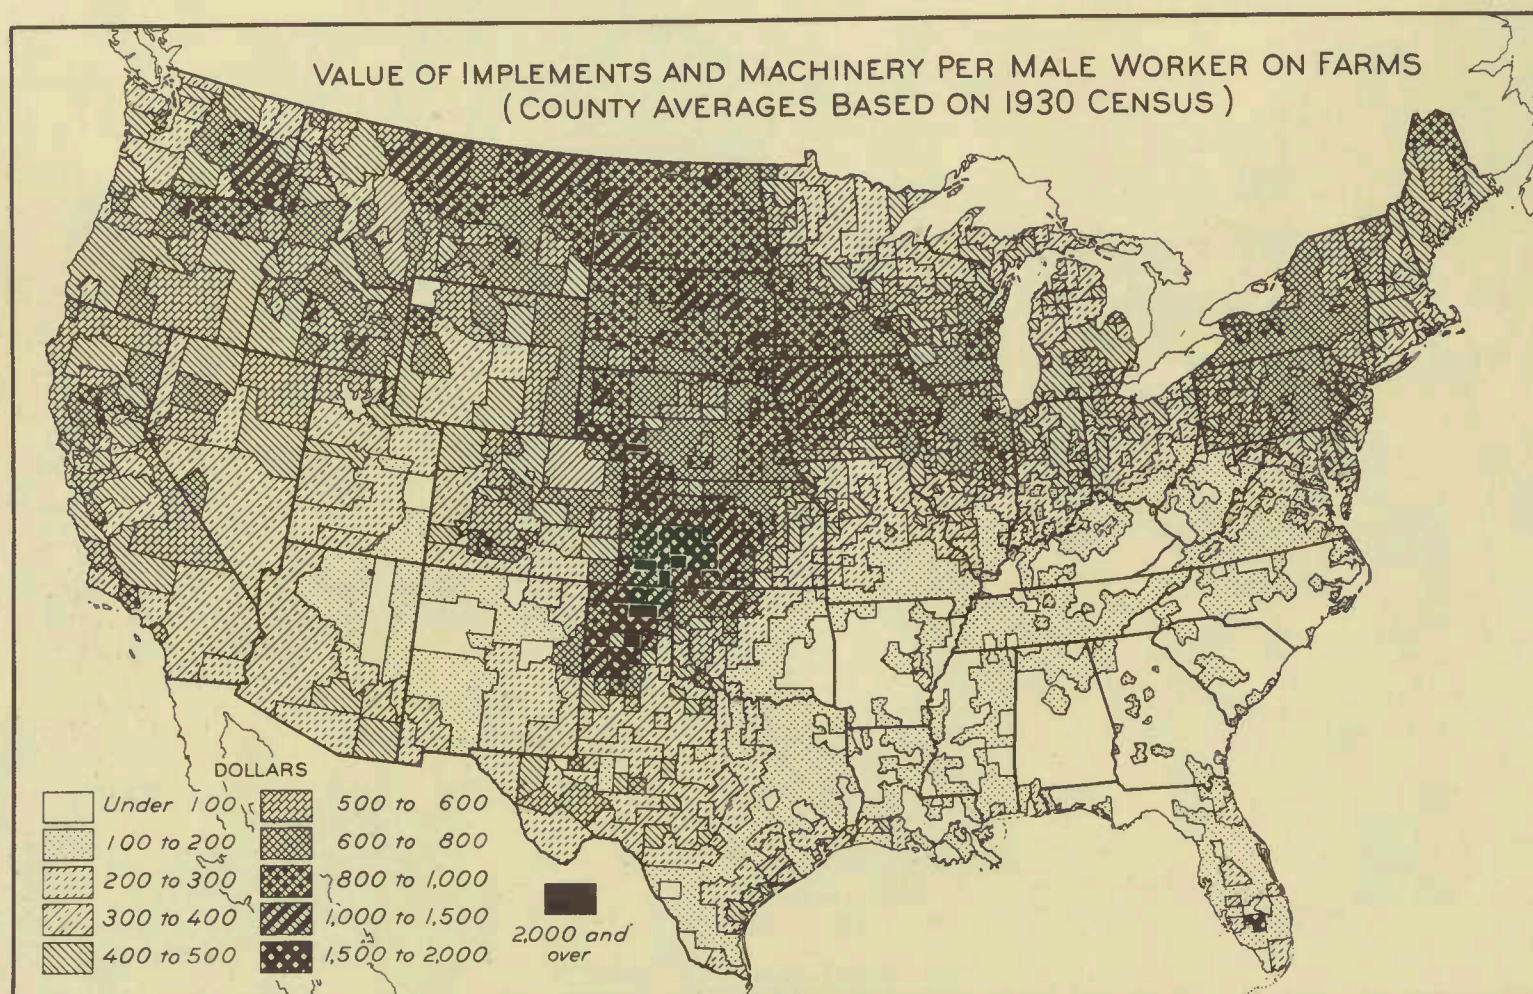 VALUE OF IMPLEMENTS AND MACHINERY PER MALE WORKER ON FARMS
(COUNTY AVERAGES BASED ON 1930 CENSUS)
DOLLARS
Under 100
100 to 200
200 to 300
300 to 400
400 to 500
500 to 600
600 to 800
800 to 1,000
1,000 to 1,500
1,500 to 2,000
2,000 and
over